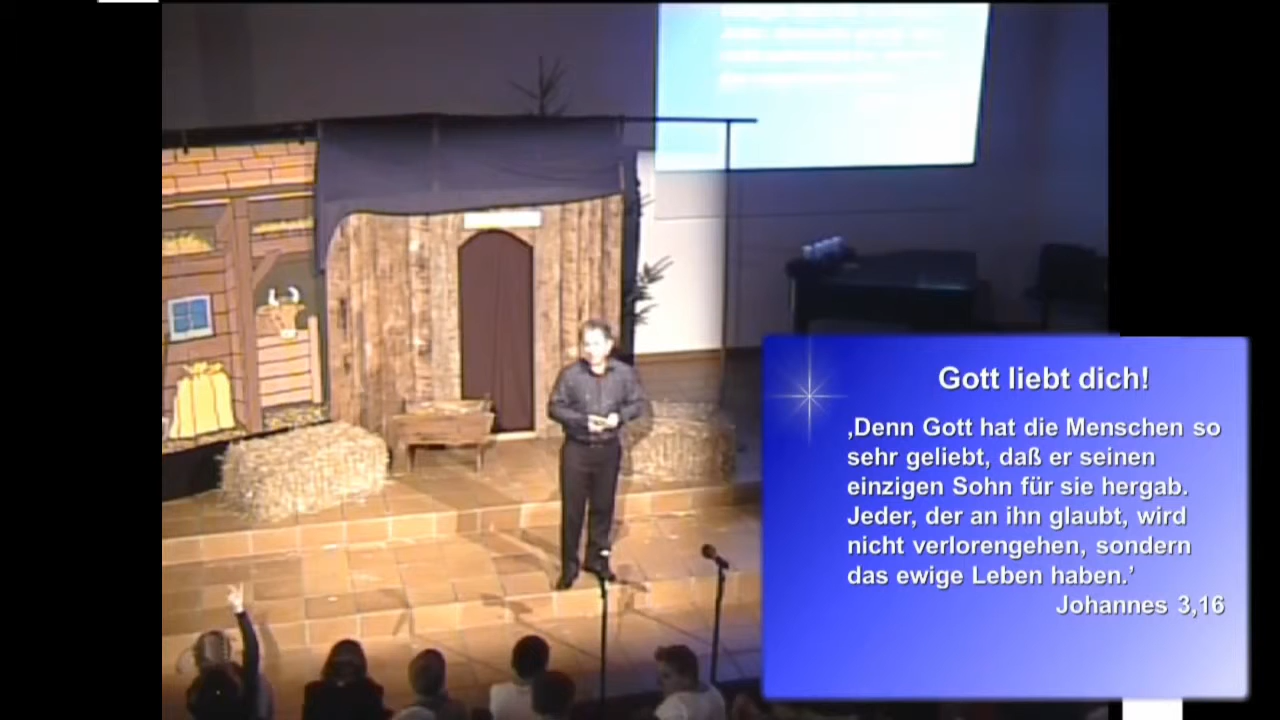 Gott liebt dich!
‚Denn Gott hat die Menschen so
sehr geliebt, daß er seinen
einzigen Sohn für sie hergab.
Jeder, der an ihn glaubt, wird
nicht verlorengehen, sondern
das ewige Leben haben.’
Johannes 3,16